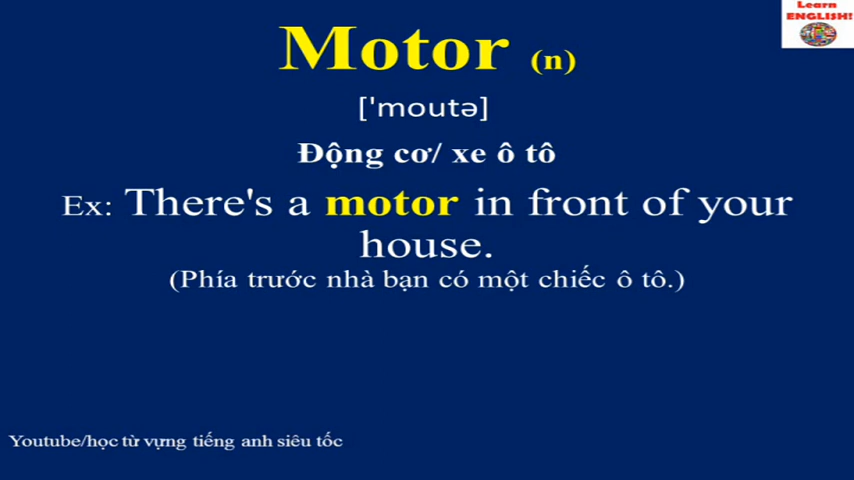 Learn
ENGLISH!
Motor (n)
['moutə]
Động cơ/ xe ô tô
Ex: There's a motor in front of your
house.
(Phía trước nhà bạn có một chiếc ô tô.)
Youtube/học từ vựng tiếng anh siêu tốc